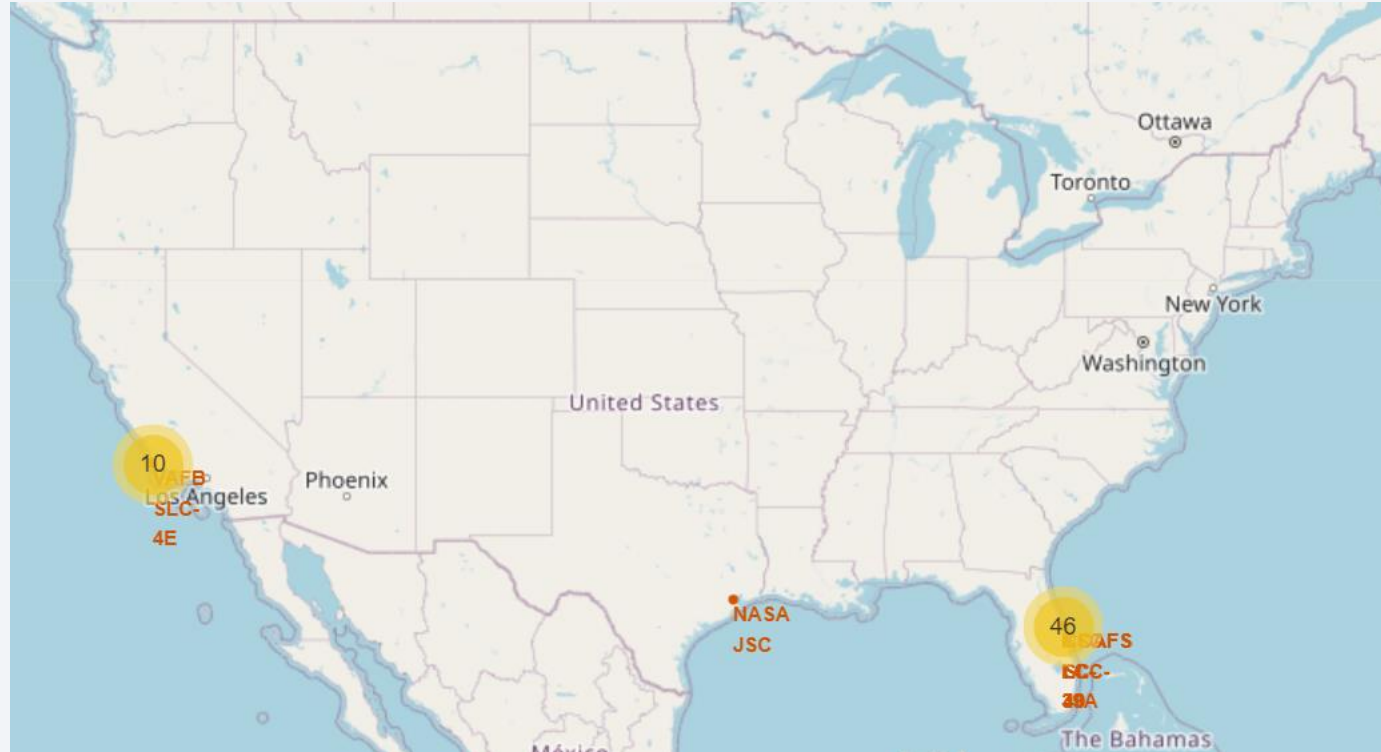 Ottawa
Toronto
New York
Washington
United States
10
VAFB
Los Angeles
SLC-
4E
Phoenix
NASA
JSC
46
The Bahamas
México